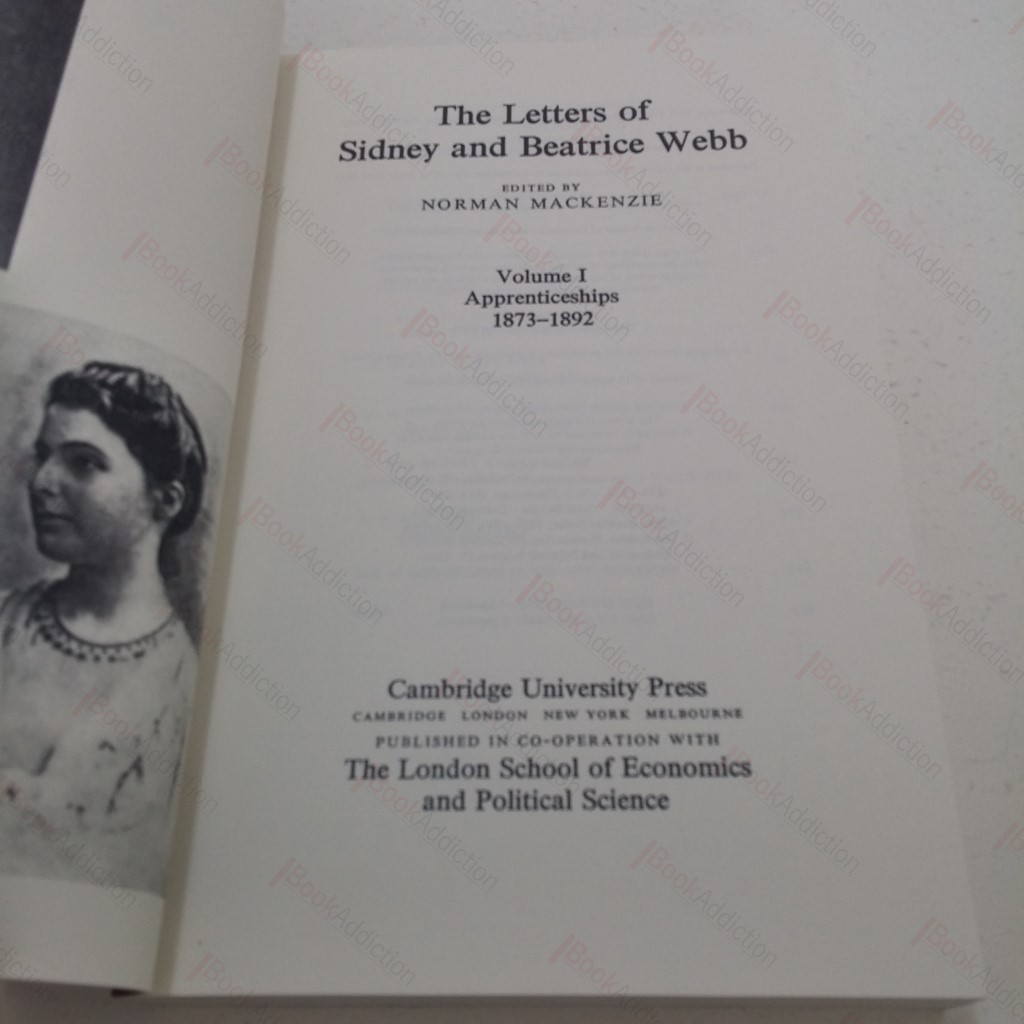 The Letters of
Sidney and Beatrice Webb
EDITED BY
NORMAN MACKENZIE
Volume I
Apprenticeships
1873–1892
Cambridge University Press
CAMBRIDGE LONDON NEW YORK MELBOURNE
PUBLISHED IN CO-OPERATION WITH
The London School of Economics
and Political Science
BookAddiction